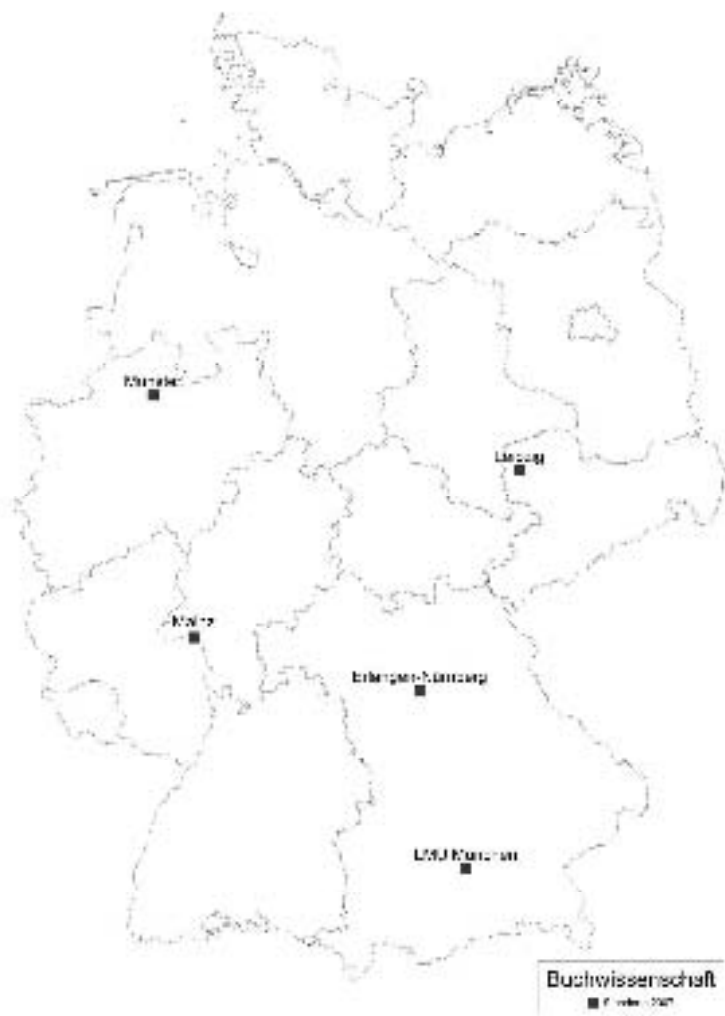 Münster
Leipzig
Mainz
Erlangen-Nürnberg
LMU München
Buchwissenschaft